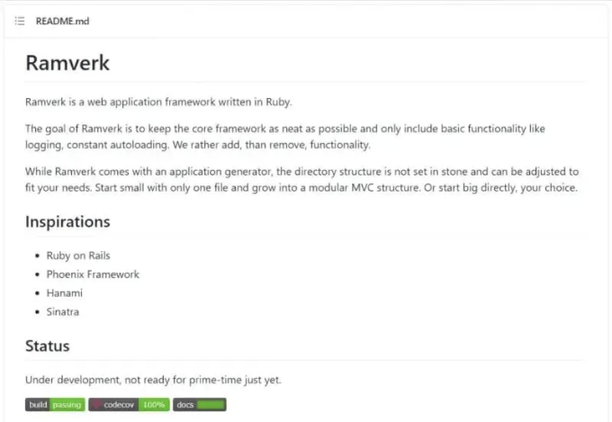 README.md
Ramverk
Ramverk is a web application framework written in Ruby.
The goal of Ramverk is to keep the core framework as neat as possible and only include basic functionality like
logging, constant autoloading. We rather add, than remove, functionality.
While Ramverk comes with an application generator, the directory structure is not set in stone and can be adjusted to
fit your needs. Start small with only one file and grow into a modular MVC structure. Or start big directly, your choice.
Inspirations
Ruby on Rails
Phoenix Framework
Hanami
Sinatra
Status
Under development, not ready for prime-time just yet.
build passing codecov 100% docs